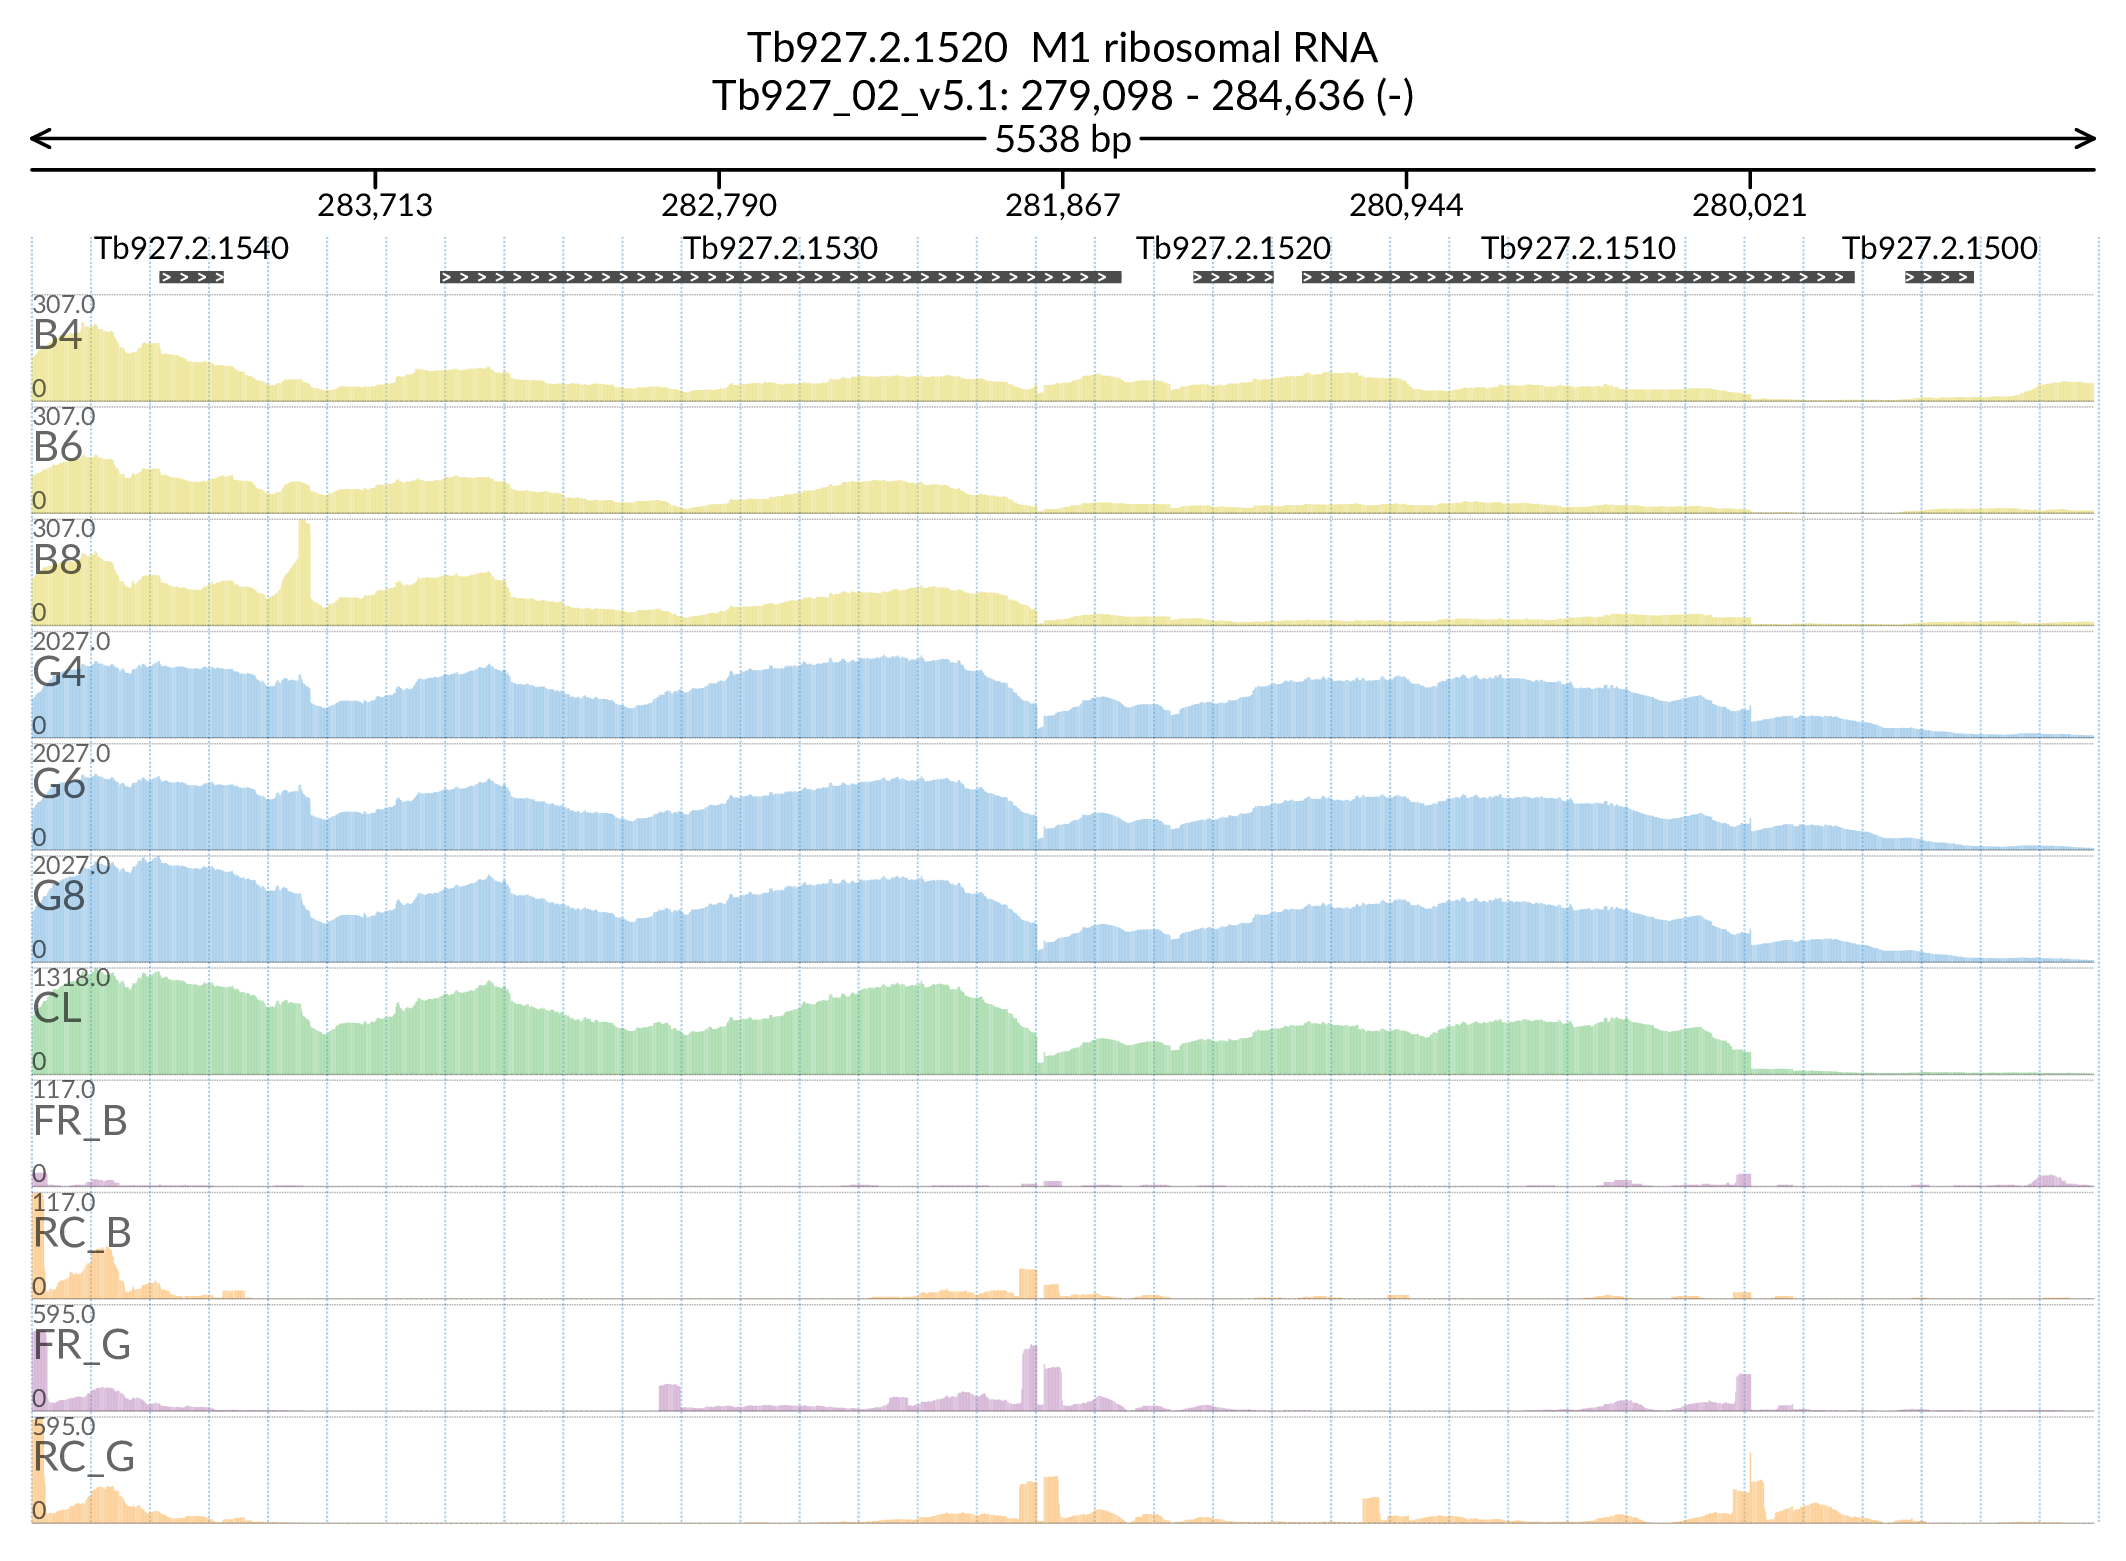 Tb927.2.1520 M1 ribosomal RNA
Tb927_02_v5.1: 279,098 - 284,636 (-)
5538 bp
283,713 282,790 281,867 280,944 280,021
Tb927.2.1540 Tb927.2.1530 Tb927.2.1520 Tb927.2.1510 Tb927.2.1500
307.0
B4
0
307.0
B6
0
307.0
B8
0
2027.0
G4
0
2027.0
G6
0
2027.0
G8
0
1318.0
CL
0
117.0
FR_B
0
117.0
RC_B
0
595.0
FR_G
0
595.0
RC_G
0